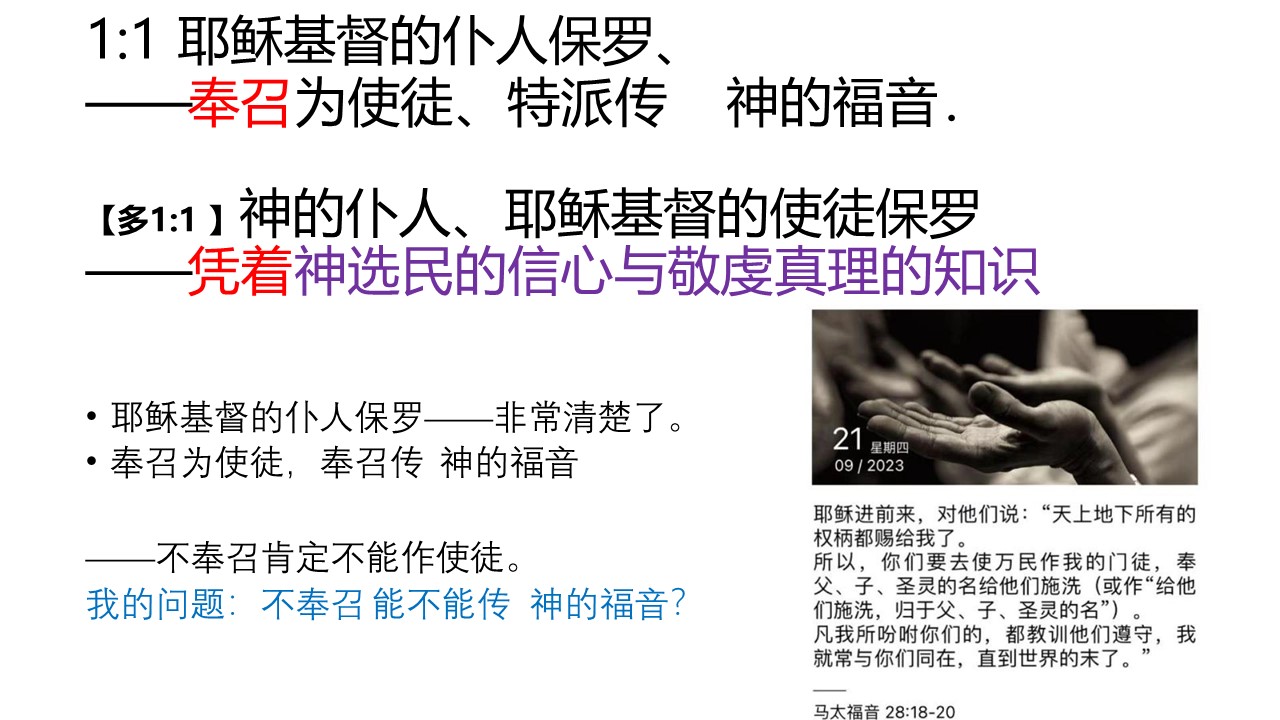 1:1 耶稣基督的仆人保罗、
——奉召为使徒、特派传　神的福音.
【多1:1 】神的仆人、耶稣基督的使徒保罗
——凭着神选民的信心与敬虔真理的知识
• 耶稣基督的仆人保罗——非常清楚了。
• 奉召为使徒，奉召传 神的福音
——不奉召肯定不能作使徒。
我的问题：不奉召 能不能传 神的福音？
21 星期四
09 / 2023
耶稣进前来，对他们说：“天上地下所有的
权柄都赐给我了。
所以，你们要去使万民作我的门徒，奉
父、子、圣灵的名给他们施洗（或作“给他
们施洗，归于父、子、圣灵的名”）。
凡我所吩咐你们的，都教训他们遵守，我
就常与你们同在，直到世界的末了。”
马太福音 28:18-20